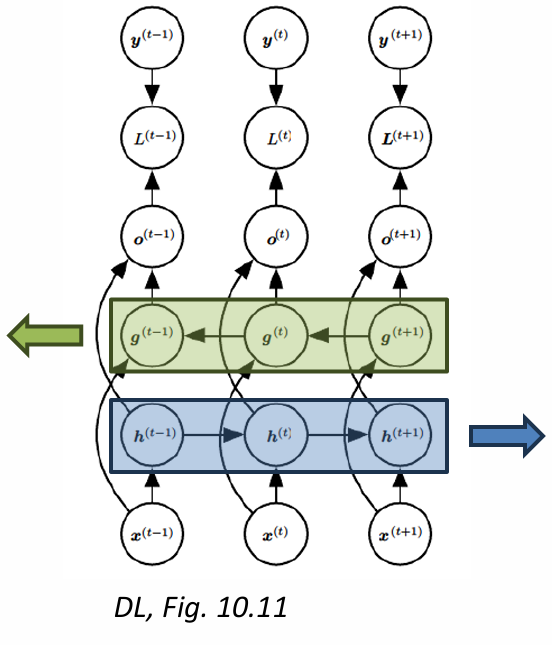 y(t−1) y(t) y(t+1)
L(t−1) L(t) L(t+1)
o(t−1) o(t) o(t+1)
g(t−1) g(t) g(t+1)
h(t−1) h(t) h(t+1)
x(t−1) x(t) x(t+1)
DL, Fig. 10.11